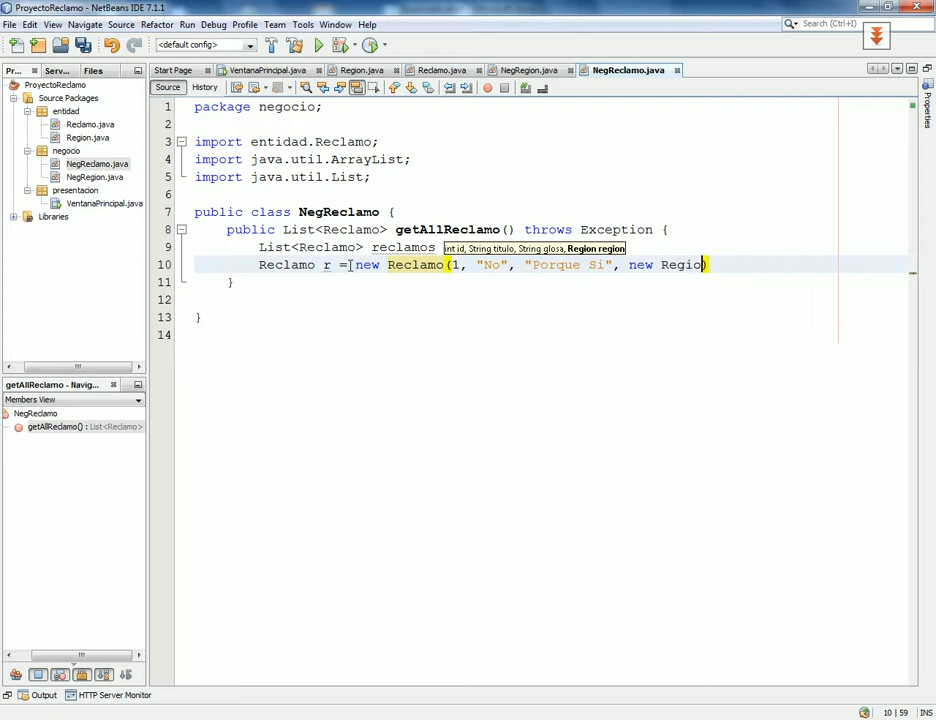 ProyectoReclamo - NetBeans IDE 7.1.1
File Edit View Navigate Source Refactor Run Debug Profile Team Tools Window Help
Search (Ctrl+I)
<default config>
Pr... Serv... Files
Start Page VentanaPrincipal.java Region.java Reclamo.java NegRegion.java NegReclamo.java
Source History
ProyectoReclamo
Source Packages
entidad
Reclamo.java
Region.java
negocio
NegReclamo.java
NegRegion.java
presentacion
VentanaPrincipal.java
Libraries
1 package negocio;
2
3 import entidad.Reclamo;
4 import java.util.ArrayList;
5 import java.util.List;
6
7 public class NegReclamo {
8 public List<Reclamo> getAllReclamo() throws Exception {
9 List<Reclamo> reclamos
int id, String titulo, String glosa, Region region
10 Reclamo r = new Reclamo(1, "No", "Porque Si", new Regio)
11 }
12
13 }
14
Properties
getAllReclamo - Navig...
Members View
NegReclamo
getAllReclamo() : List<Reclamo>
Output HTTP Server Monitor
10 | 59 INS